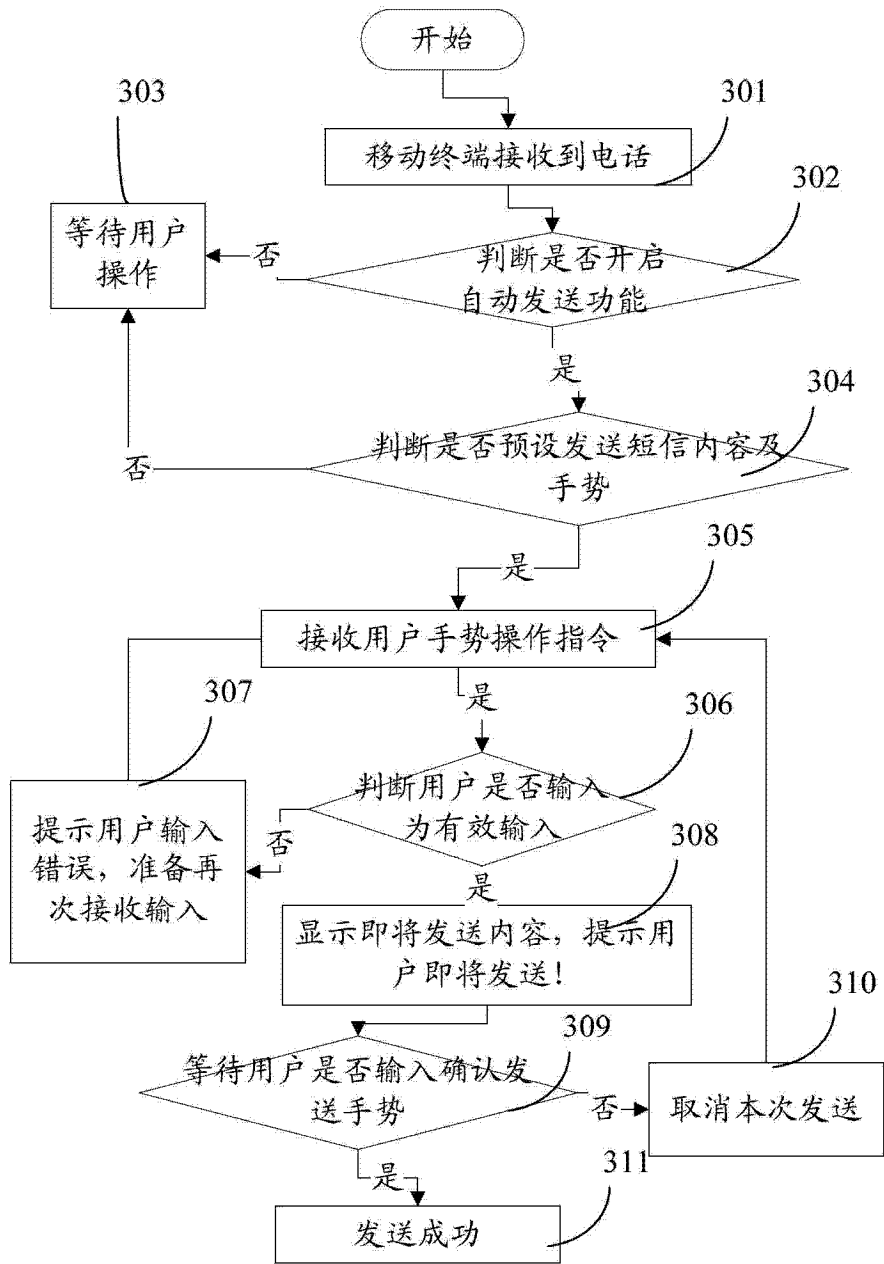 开始
303
301
移动终端接收到电话
302
等待用户
操作
否
判断是否开启
自动发送功能
是
304
否
判断是否预设发送短信内容及
手势
305
是
接收用户手势操作指令
307
是
306
判断用户是否输入
为有效输入
提示用户输入
错误，准备再
次接收输入
否
308
是
显示即将发送内容，提示用
户即将发送！
310
309
等待用户是否输入确认发
送手势
否
取消本次发送
311
是
发送成功